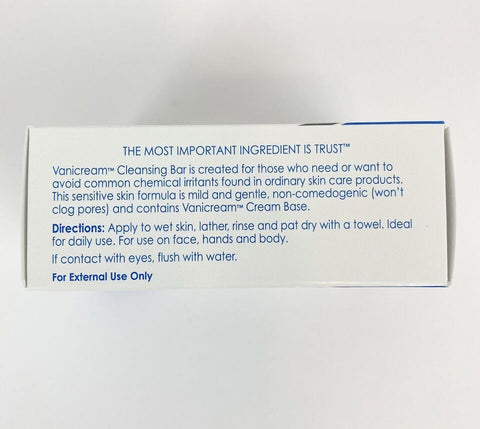 THE MOST IMPORTANT INGREDIENT IS TRUST™
Vanicream™ Cleansing Bar is created for those who need or want to
avoid common chemical irritants found in ordinary skin care products.
This sensitive skin formula is mild and gentle, non-comedogenic (won't
clog pores) and contains Vanicream™ Cream Base.
Directions: Apply to wet skin, lather, rinse and pat dry with a towel. Ideal
for daily use. For use on face, hands and body.
If contact with eyes, flush with water.
For External Use Only